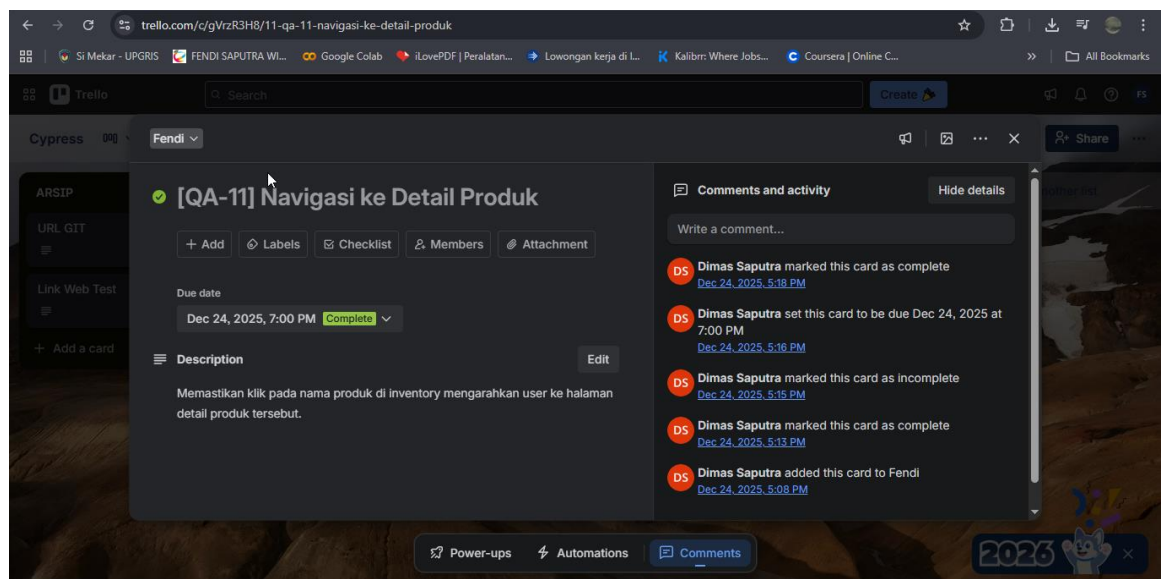 trello.com/c/gVrzR3H8/11-qa-11-navigasi-ke-detail-produk
Si Mekar - UPGRIS
FENDI SAPUTRA WI...
Google Colab
iLovePDF | Peralatan...
Lowongan kerja di l...
Kalibrr: Where Jobs...
Coursera | Online C...
»
All Bookmarks
Trello
Search
Create
FS
Cypress
Fendi
Share
ARSIP
URL GIT
Link Web Test
+ Add a card
[QA-11] Navigasi ke Detail Produk
+ Add
Labels
Checklist
Members
Attachment
Due date
Dec 24, 2025, 7:00 PM Complete
Description
Edit
Memastikan klik pada nama produk di inventory mengarahkan user ke halaman
detail produk tersebut.
Comments and activity
Hide details
Write a comment...
DS
Dimas Saputra marked this card as complete
Dec 24, 2025, 5:18 PM
DS
Dimas Saputra set this card to be due Dec 24, 2025 at
7:00 PM
Dec 24, 2025, 5:16 PM
DS
Dimas Saputra marked this card as incomplete
Dec 24, 2025, 5:15 PM
DS
Dimas Saputra marked this card as complete
Dec 24, 2025, 5:13 PM
DS
Dimas Saputra added this card to Fendi
Dec 24, 2025, 5:08 PM
another list
Power-ups
Automations
Comments
2026